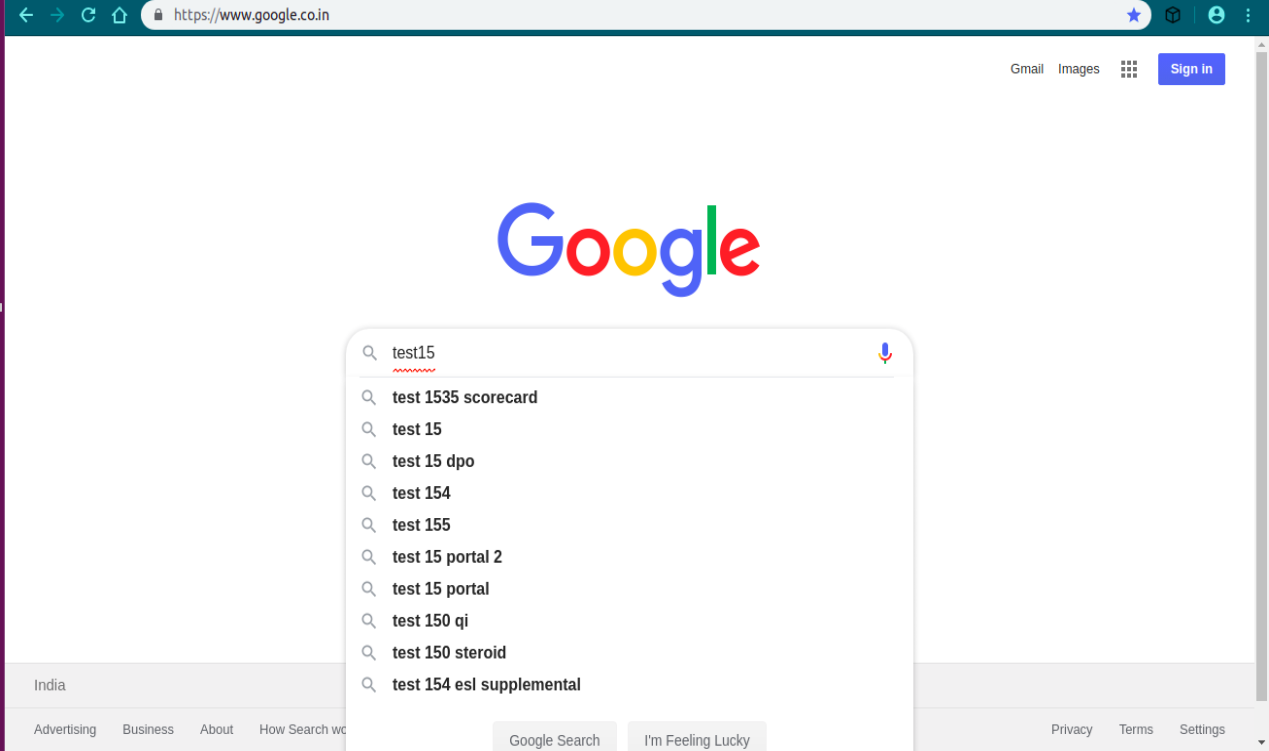 https://www.google.co.in
Gmail Images Sign in
Google
test15
test 1535 scorecard
test 15
test 15 dpo
test 154
test 155
test 15 portal 2
test 15 portal
test 150 qi
test 150 steroid
test 154 esl supplemental
India
Google Search I'm Feeling Lucky
Advertising Business About How Search Privacy Terms Settings